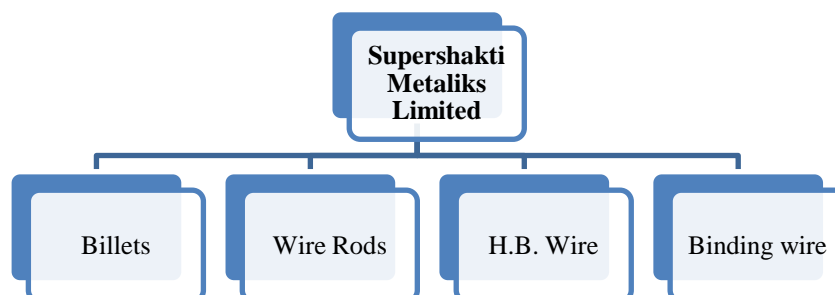 Supershakti
Metaliks
Limited
Billets
Wire Rods
H.B. Wire
Binding wire